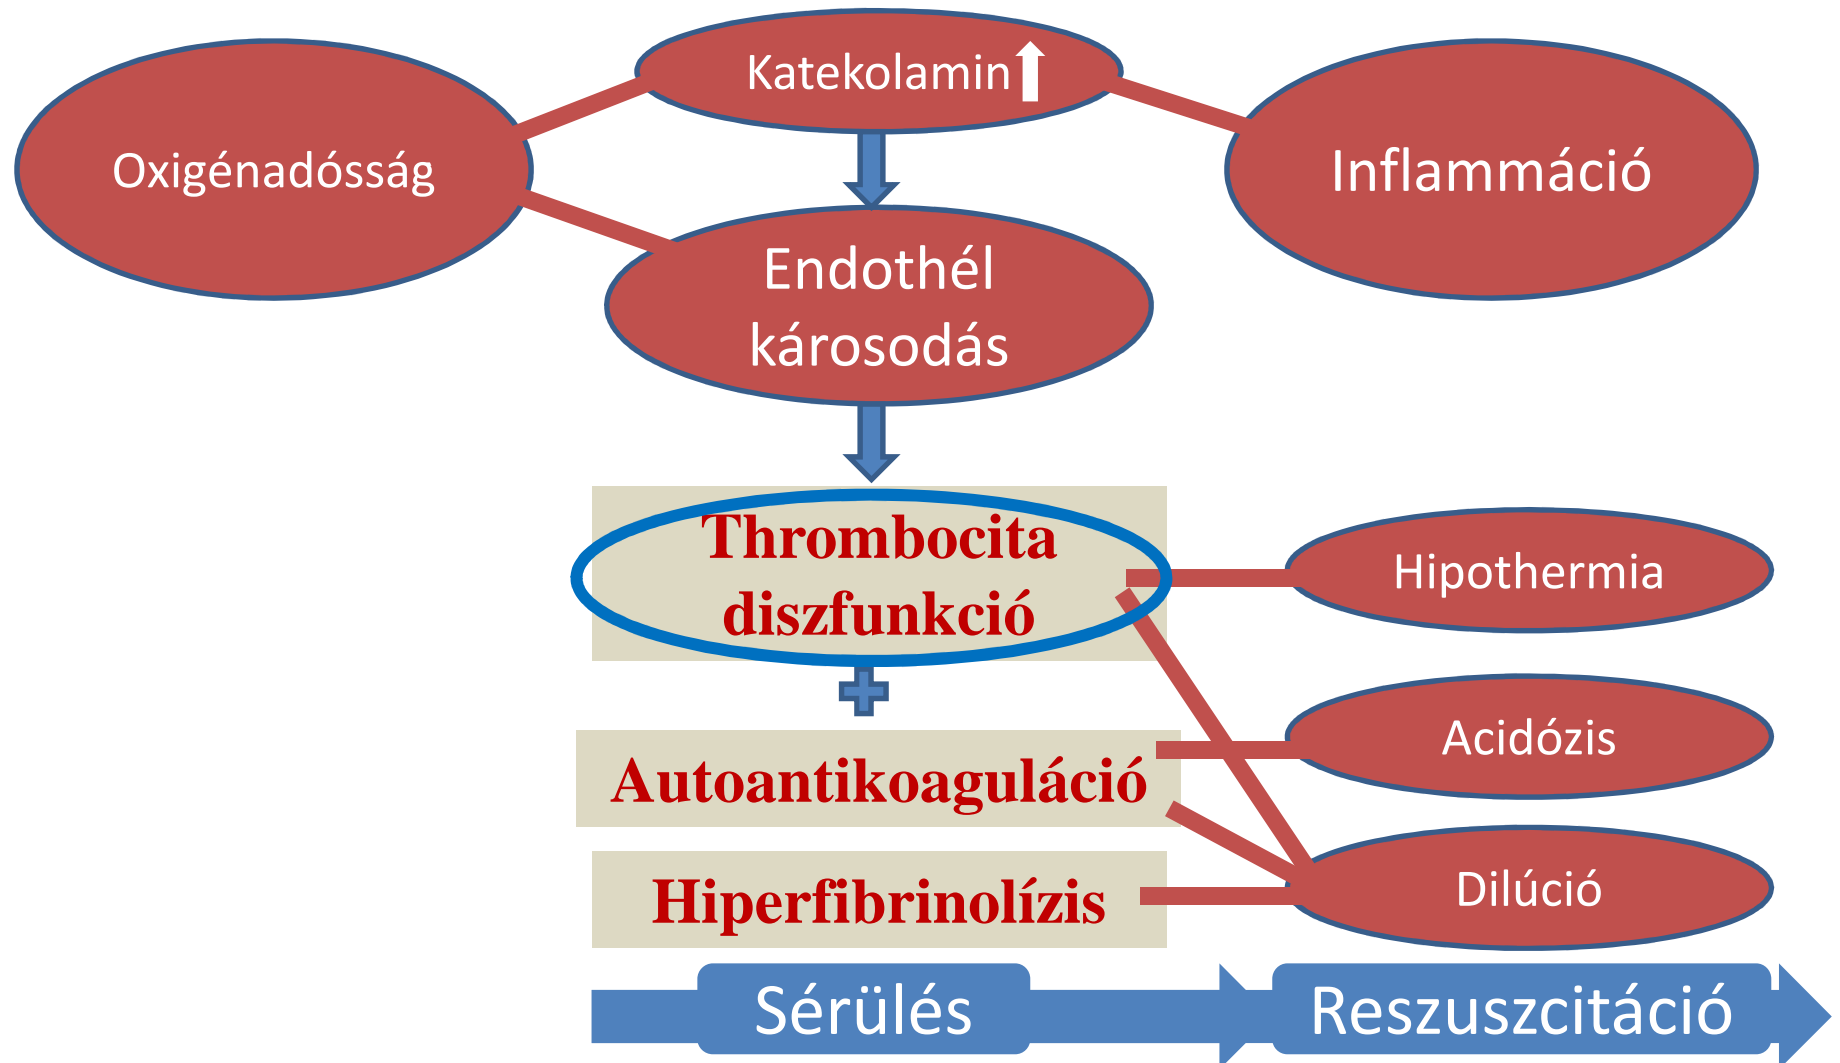 Katekolamin
Oxigénadósság
Inflammáció
Endothél
károsodás
Thrombocita
diszfunkció
Hipothermia
Acidózis
Autoantikoaguláció
Dilúció
Hiperfibrinolízis
Sérülés
Reszuszcitáció